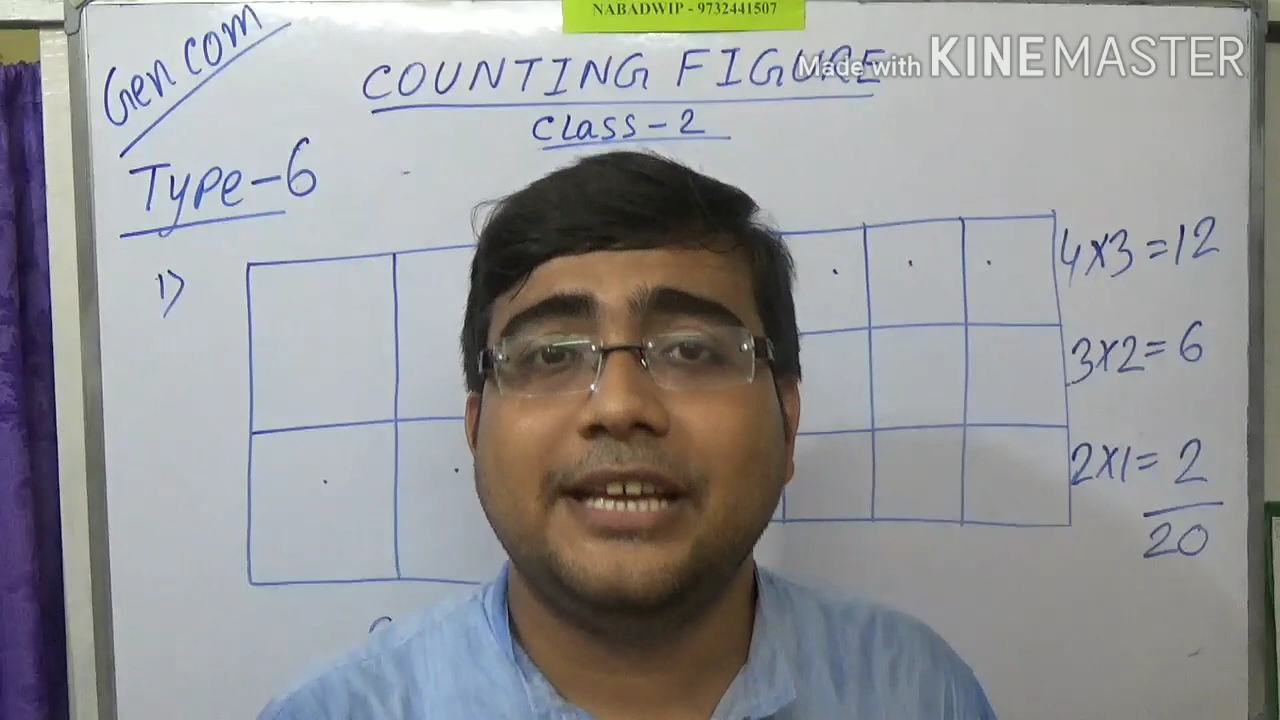 NABADWIP - 9732441507
Made with KINEMASTER
Gen com
COUNTING FIGURE
CLASS-2
TYPE-6
1)
4x3=12
3x2=6
2x1=2
20